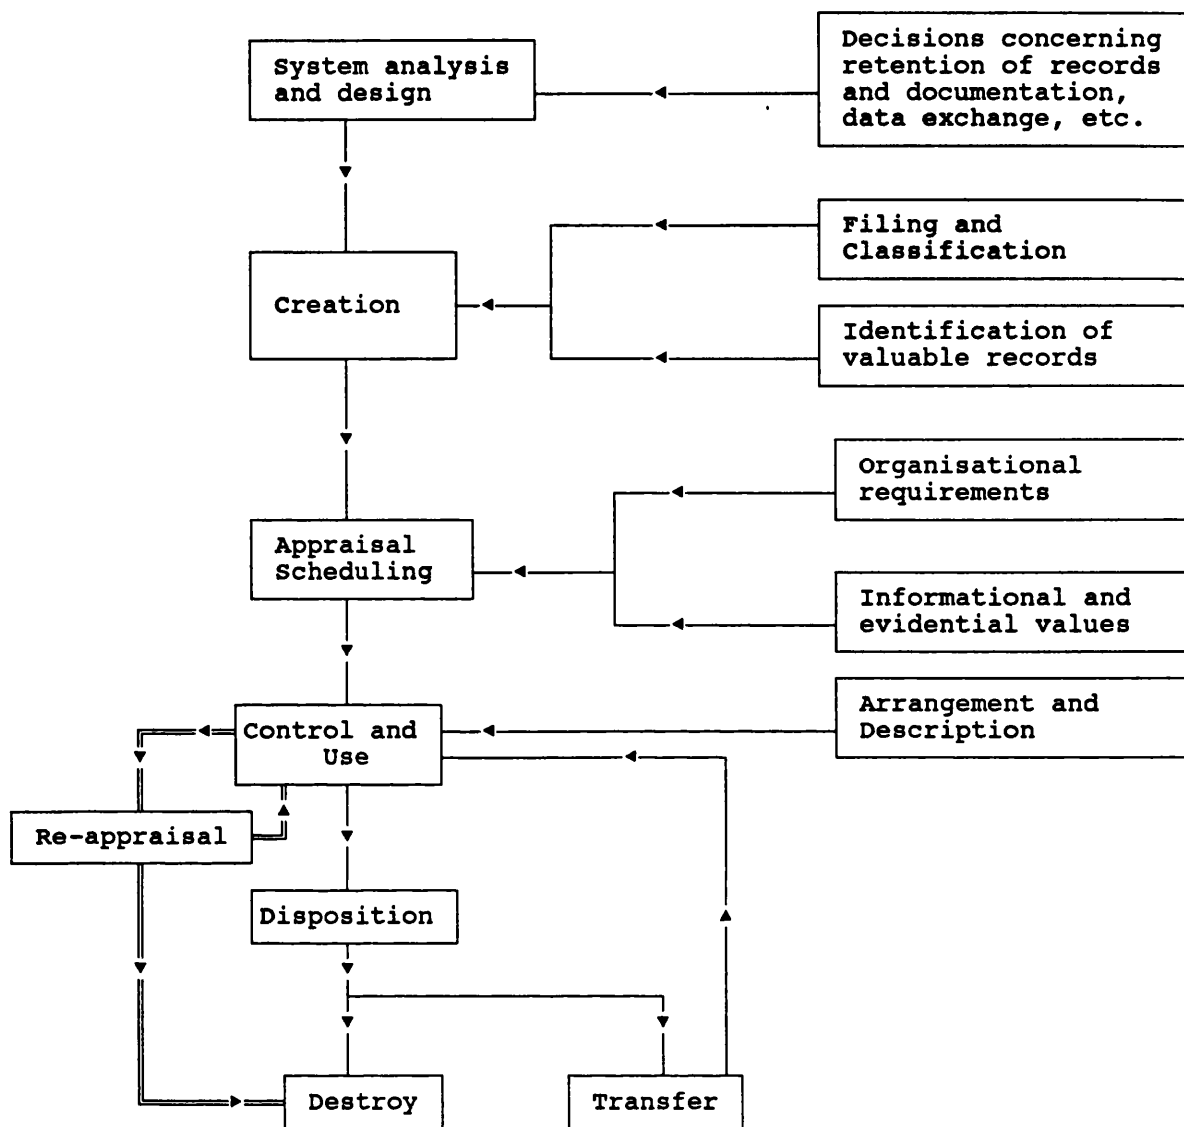 System analysis
and design
Decisions concerning
retention of records
and documentation,
data exchange, etc.
Filing and
Classification
Creation
Identification of
valuable records
Organisational
requirements
Appraisal
Scheduling
Informational and
evidential values
Arrangement and
Description
Control and
Use
Re-appraisal
Disposition
Destroy
Transfer